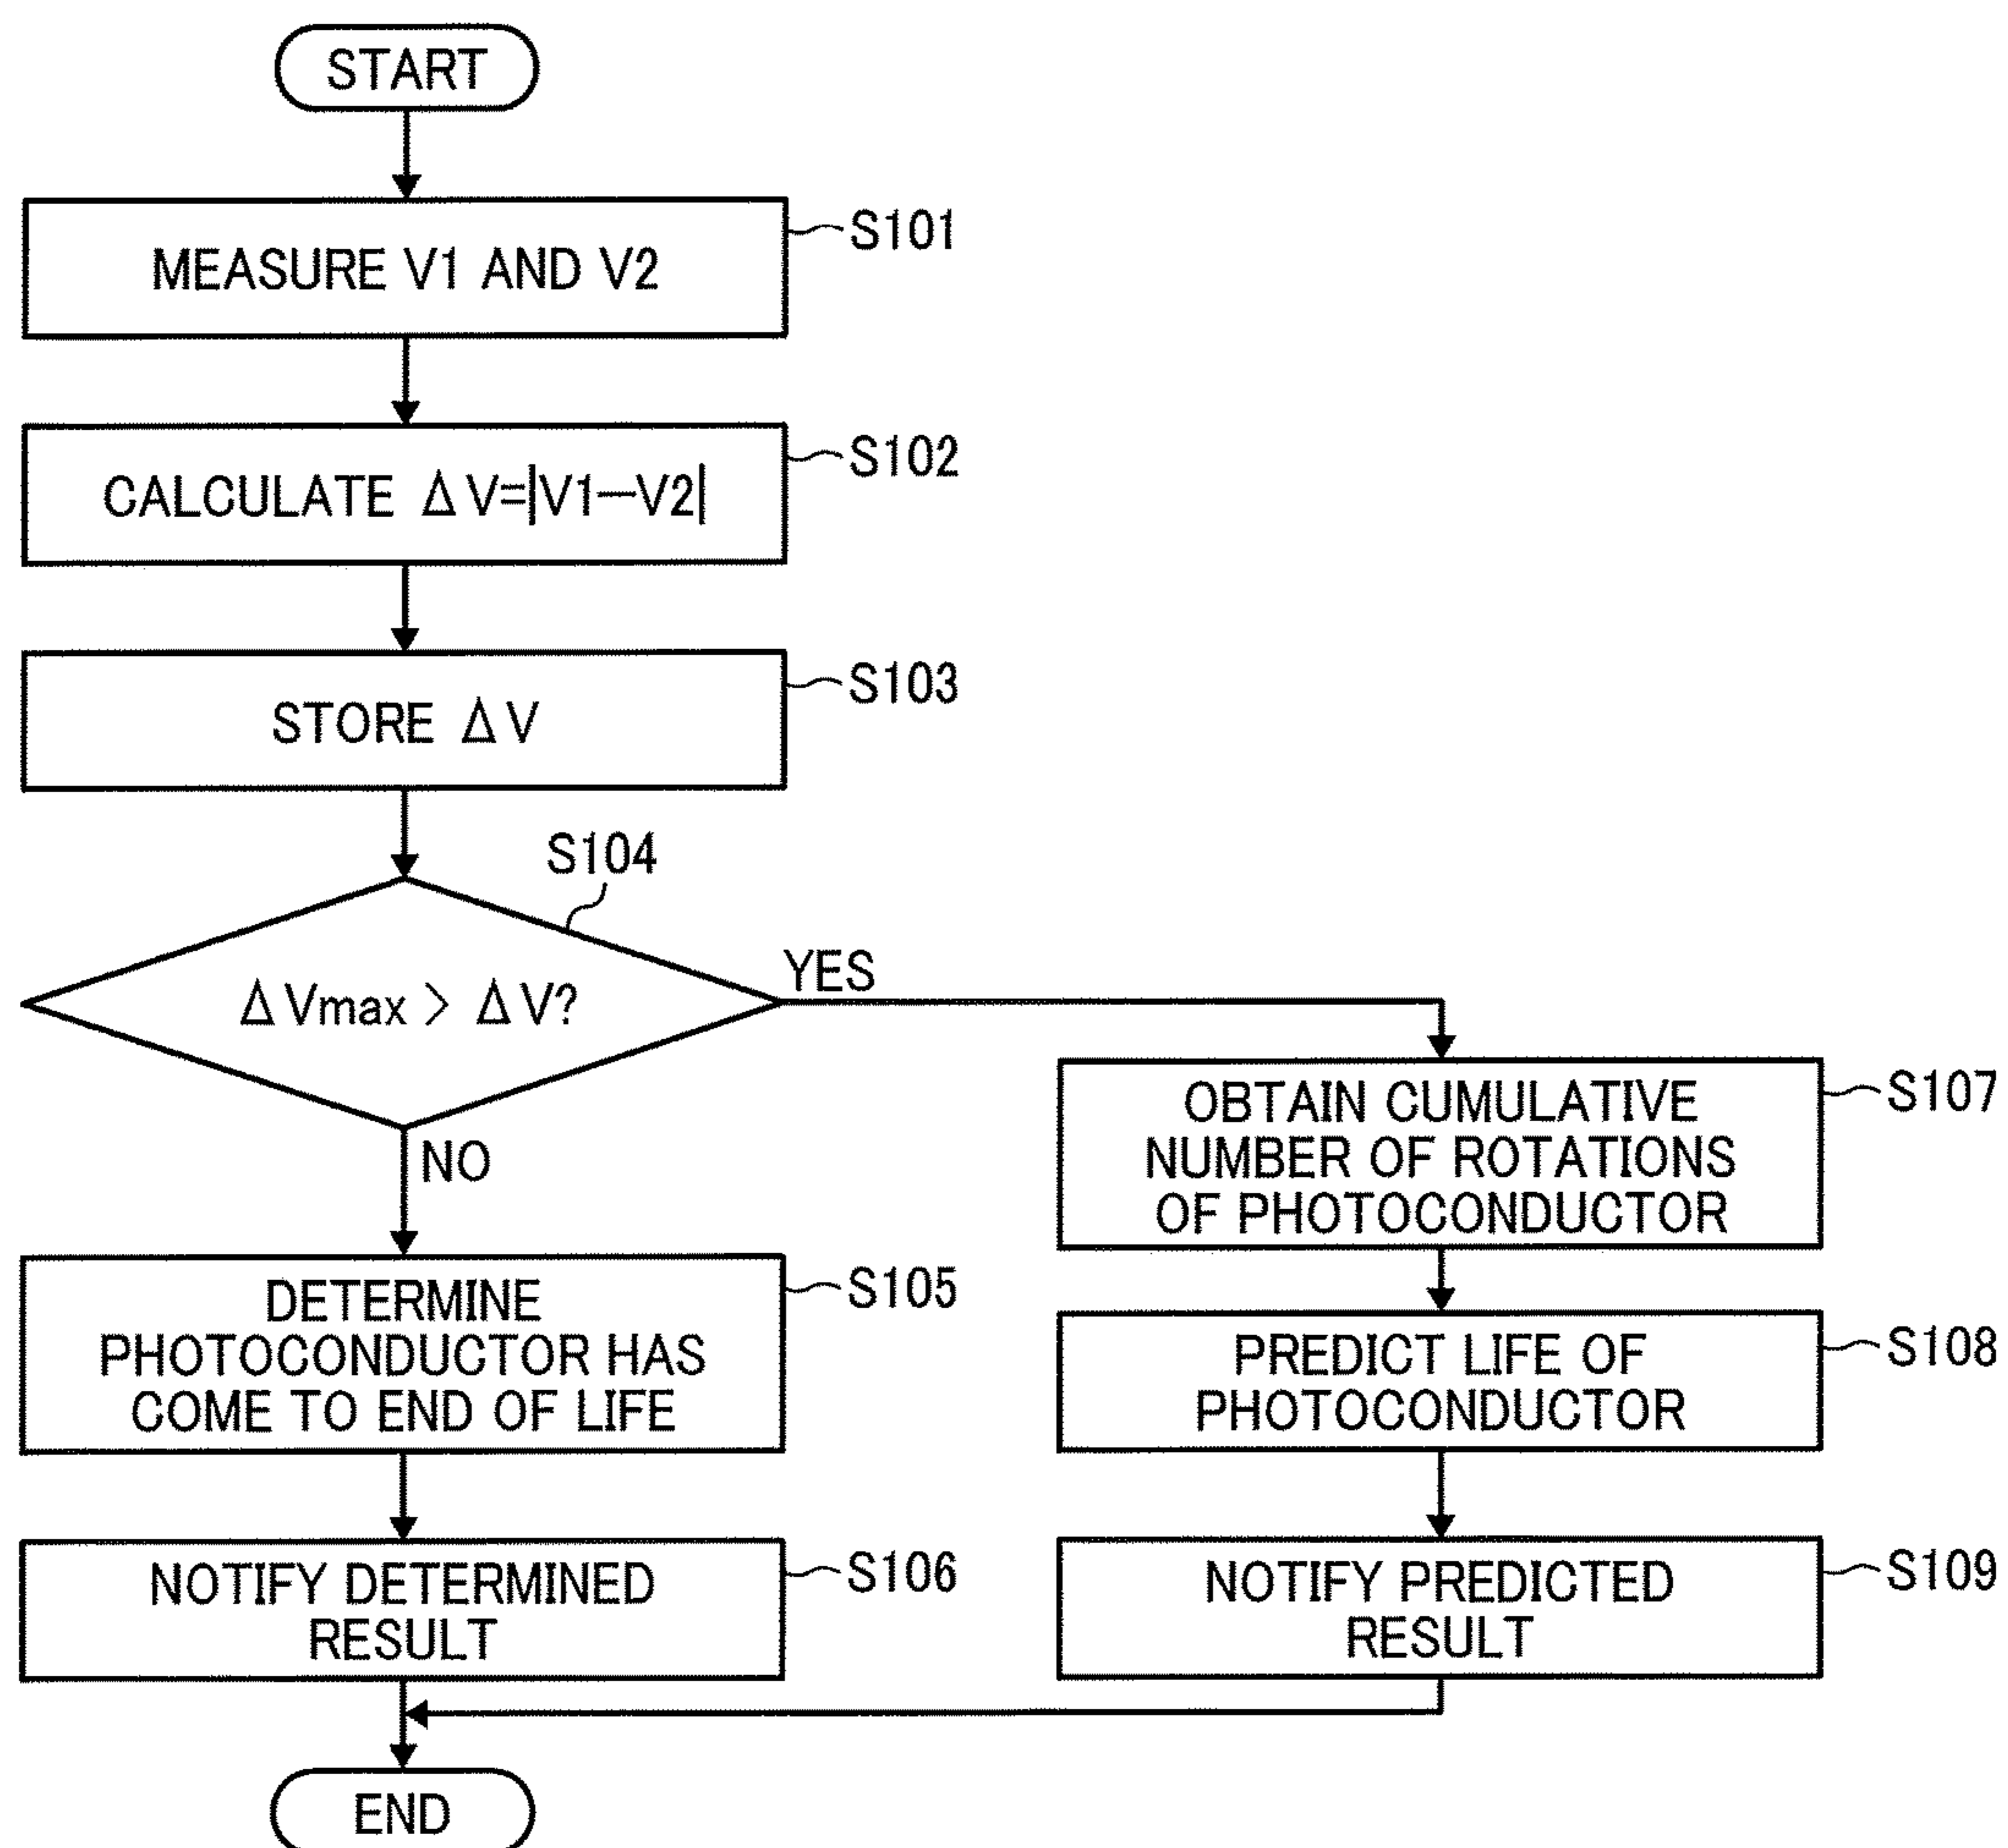 START
MEASURE V1 AND V2
S101
CALCULATE ΔV=|V1−V2|
S102
STORE ΔV
S103
S104
ΔVmax > ΔV?
YES
NO
DETERMINE
PHOTOCONDUCTOR HAS
COME TO END OF LIFE
S105
NOTIFY DETERMINED
RESULT
S106
OBTAIN CUMULATIVE
NUMBER OF ROTATIONS
OF PHOTOCONDUCTOR
S107
PREDICT LIFE OF
PHOTOCONDUCTOR
S108
NOTIFY PREDICTED
RESULT
S109
END